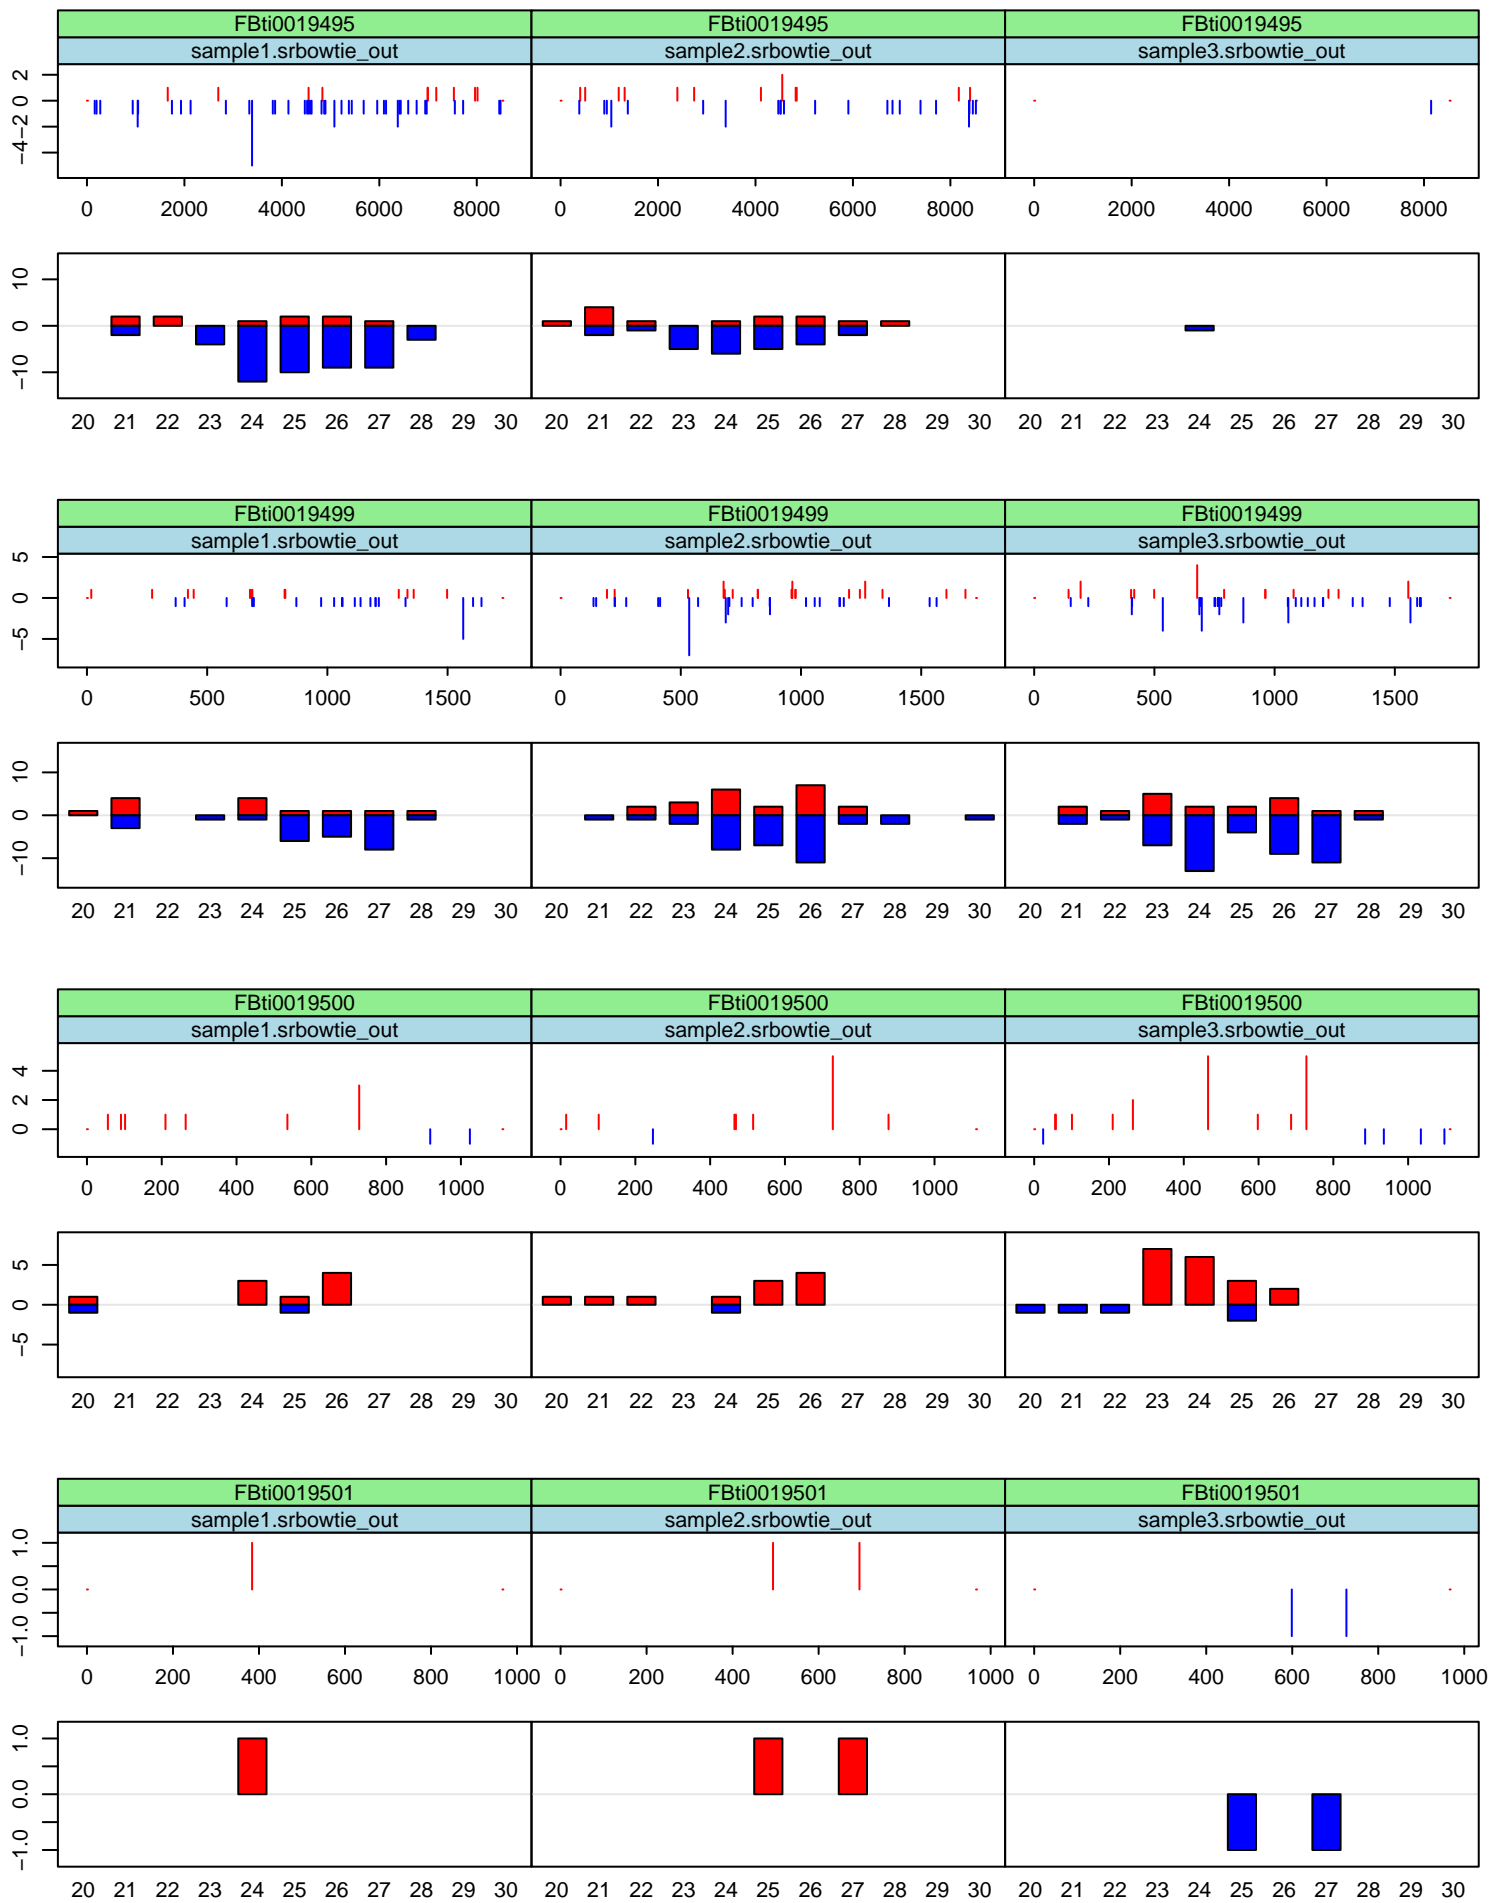 FBti0019495 FBti0019495 FBti0019495
sample1.srbowtie_out sample2.srbowtie_out sample3.srbowtie_out
2
0
−2
−4
0 2000 4000 6000 8000 0 2000 4000 6000 8000 0 2000 4000 6000 8000
10
0
−10
20 21 22 23 24 25 26 27 28 29 30 20 21 22 23 24 25 26 27 28 29 30 20 21 22 23 24 25 26 27 28 29 30
FBti0019499 FBti0019499 FBti0019499
sample1.srbowtie_out sample2.srbowtie_out sample3.srbowtie_out
5
0
−5
0 500 1000 1500 0 500 1000 1500 0 500 1000 1500
10
0
−10
20 21 22 23 24 25 26 27 28 29 30 20 21 22 23 24 25 26 27 28 29 30 20 21 22 23 24 25 26 27 28 29 30
FBti0019500 FBti0019500 FBti0019500
sample1.srbowtie_out sample2.srbowtie_out sample3.srbowtie_out
4
2
0
0 200 400 600 800 1000 0 200 400 600 800 1000 0 200 400 600 800 1000
5
0
−5
20 21 22 23 24 25 26 27 28 29 30 20 21 22 23 24 25 26 27 28 29 30 20 21 22 23 24 25 26 27 28 29 30
FBti0019501 FBti0019501 FBti0019501
sample1.srbowtie_out sample2.srbowtie_out sample3.srbowtie_out
1.0
0.0
−1.0
0 200 400 600 800 1000 0 200 400 600 800 1000 0 200 400 600 800 1000
1.0
0.0
−1.0
20 21 22 23 24 25 26 27 28 29 30 20 21 22 23 24 25 26 27 28 29 30 20 21 22 23 24 25 26 27 28 29 30